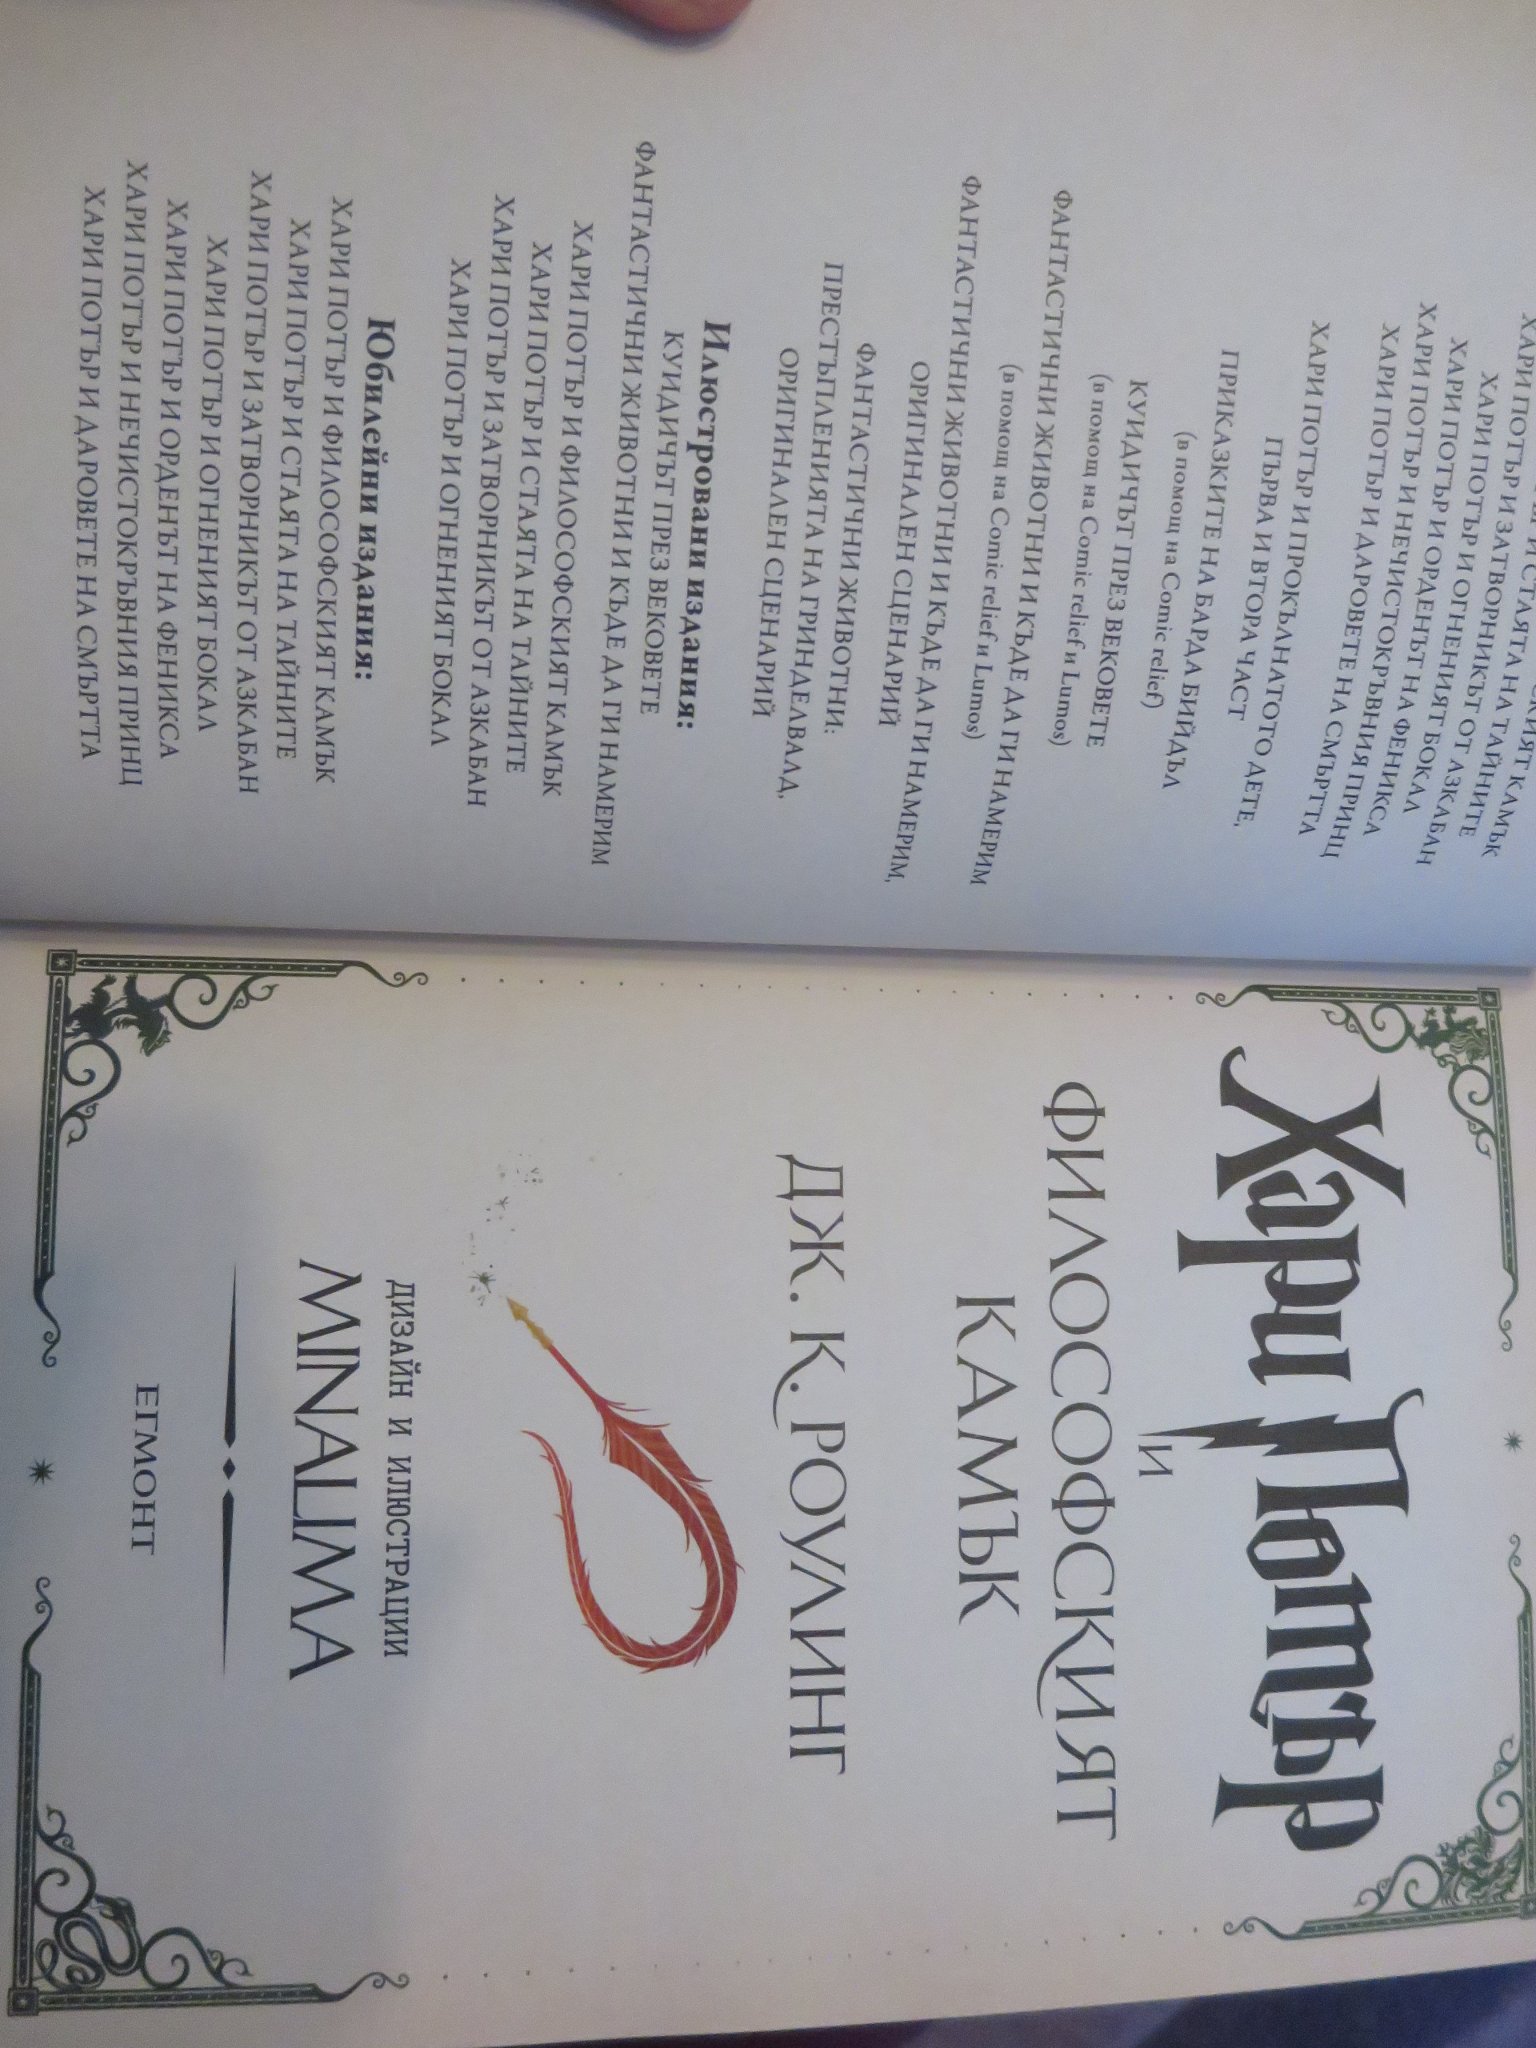 ХАРИ ПОТЪР И СТАЯТА НА ТАЙНИТЕ
ХАРИ ПОТЪР И ЗАТВОРНИКЪТ ОТ АЗКАБАН
ХАРИ ПОТЪР И ОГНЕНИЯТ БОКАЛ
ХАРИ ПОТЪР И ОРДЕНЪТ НА ФЕНИКСА
ХАРИ ПОТЪР И НЕЧИСТОКРЪВНИЯ ПРИНЦ
ХАРИ ПОТЪР И ДАРОВЕТЕ НА СМЪРТТА
ХАРИ ПОТЪР И ПРОКЪЛНАТОТО ДЕТЕ,
ПЪРВА И ВТОРА ЧАСТ
ПРИКАЗКИТЕ НА БАРДА БИЙДЪЛ
(в помощ на Comic relief)
КУИДИЧЪТ ПРЕЗ ВЕКОВЕТЕ
(в помощ на Comic relief и Lumos)
ФАНТАСТИЧНИ ЖИВОТНИ И КЪДЕ ДА ГИ НАМЕРИМ
(в помощ на Comic relief и Lumos)
ФАНТАСТИЧНИ ЖИВОТНИ И КЪДЕ ДА ГИ НАМЕРИМ,
ОРИГИНАЛЕН СЦЕНАРИЙ
ФАНТАСТИЧНИ ЖИВОТНИ:
ПРЕСТЪПЛЕНИЯТА НА ГРИНДЕЛВАЛД,
ОРИГИНАЛЕН СЦЕНАРИЙ
Илюстровани издания:
КУИДИЧЪТ ПРЕЗ ВЕКОВЕТЕ
ФАНТАСТИЧНИ ЖИВОТНИ И КЪДЕ ДА ГИ НАМЕРИМ
ХАРИ ПОТЪР И ФИЛОСОФСКИЯТ КАМЪК
ХАРИ ПОТЪР И СТАЯТА НА ТАЙНИТЕ
ХАРИ ПОТЪР И ЗАТВОРНИКЪТ ОТ АЗКАБАН
ХАРИ ПОТЪР И ОГНЕНИЯТ БОКАЛ
Юбилейни издания:
ХАРИ ПОТЪР И ФИЛОСОФСКИЯТ КАМЪК
ХАРИ ПОТЪР И СТАЯТА НА ТАЙНИТЕ
ХАРИ ПОТЪР И ЗАТВОРНИКЪТ ОТ АЗКАБАН
ХАРИ ПОТЪР И ОГНЕНИЯТ БОКАЛ
ХАРИ ПОТЪР И ОРДЕНЪТ НА ФЕНИКСА
ХАРИ ПОТЪР И НЕЧИСТОКРЪВНИЯ ПРИНЦ
ХАРИ ПОТЪР И ДАРОВЕТЕ НА СМЪРТТА
Хари Потър
И
ФИЛОСОФСКИЯТ
КАМЪК
ДЖ. К. РОУЛИНГ
ДИЗАЙН И ИЛЮСТРАЦИИ
MINALIMA
ЕГМОНТ